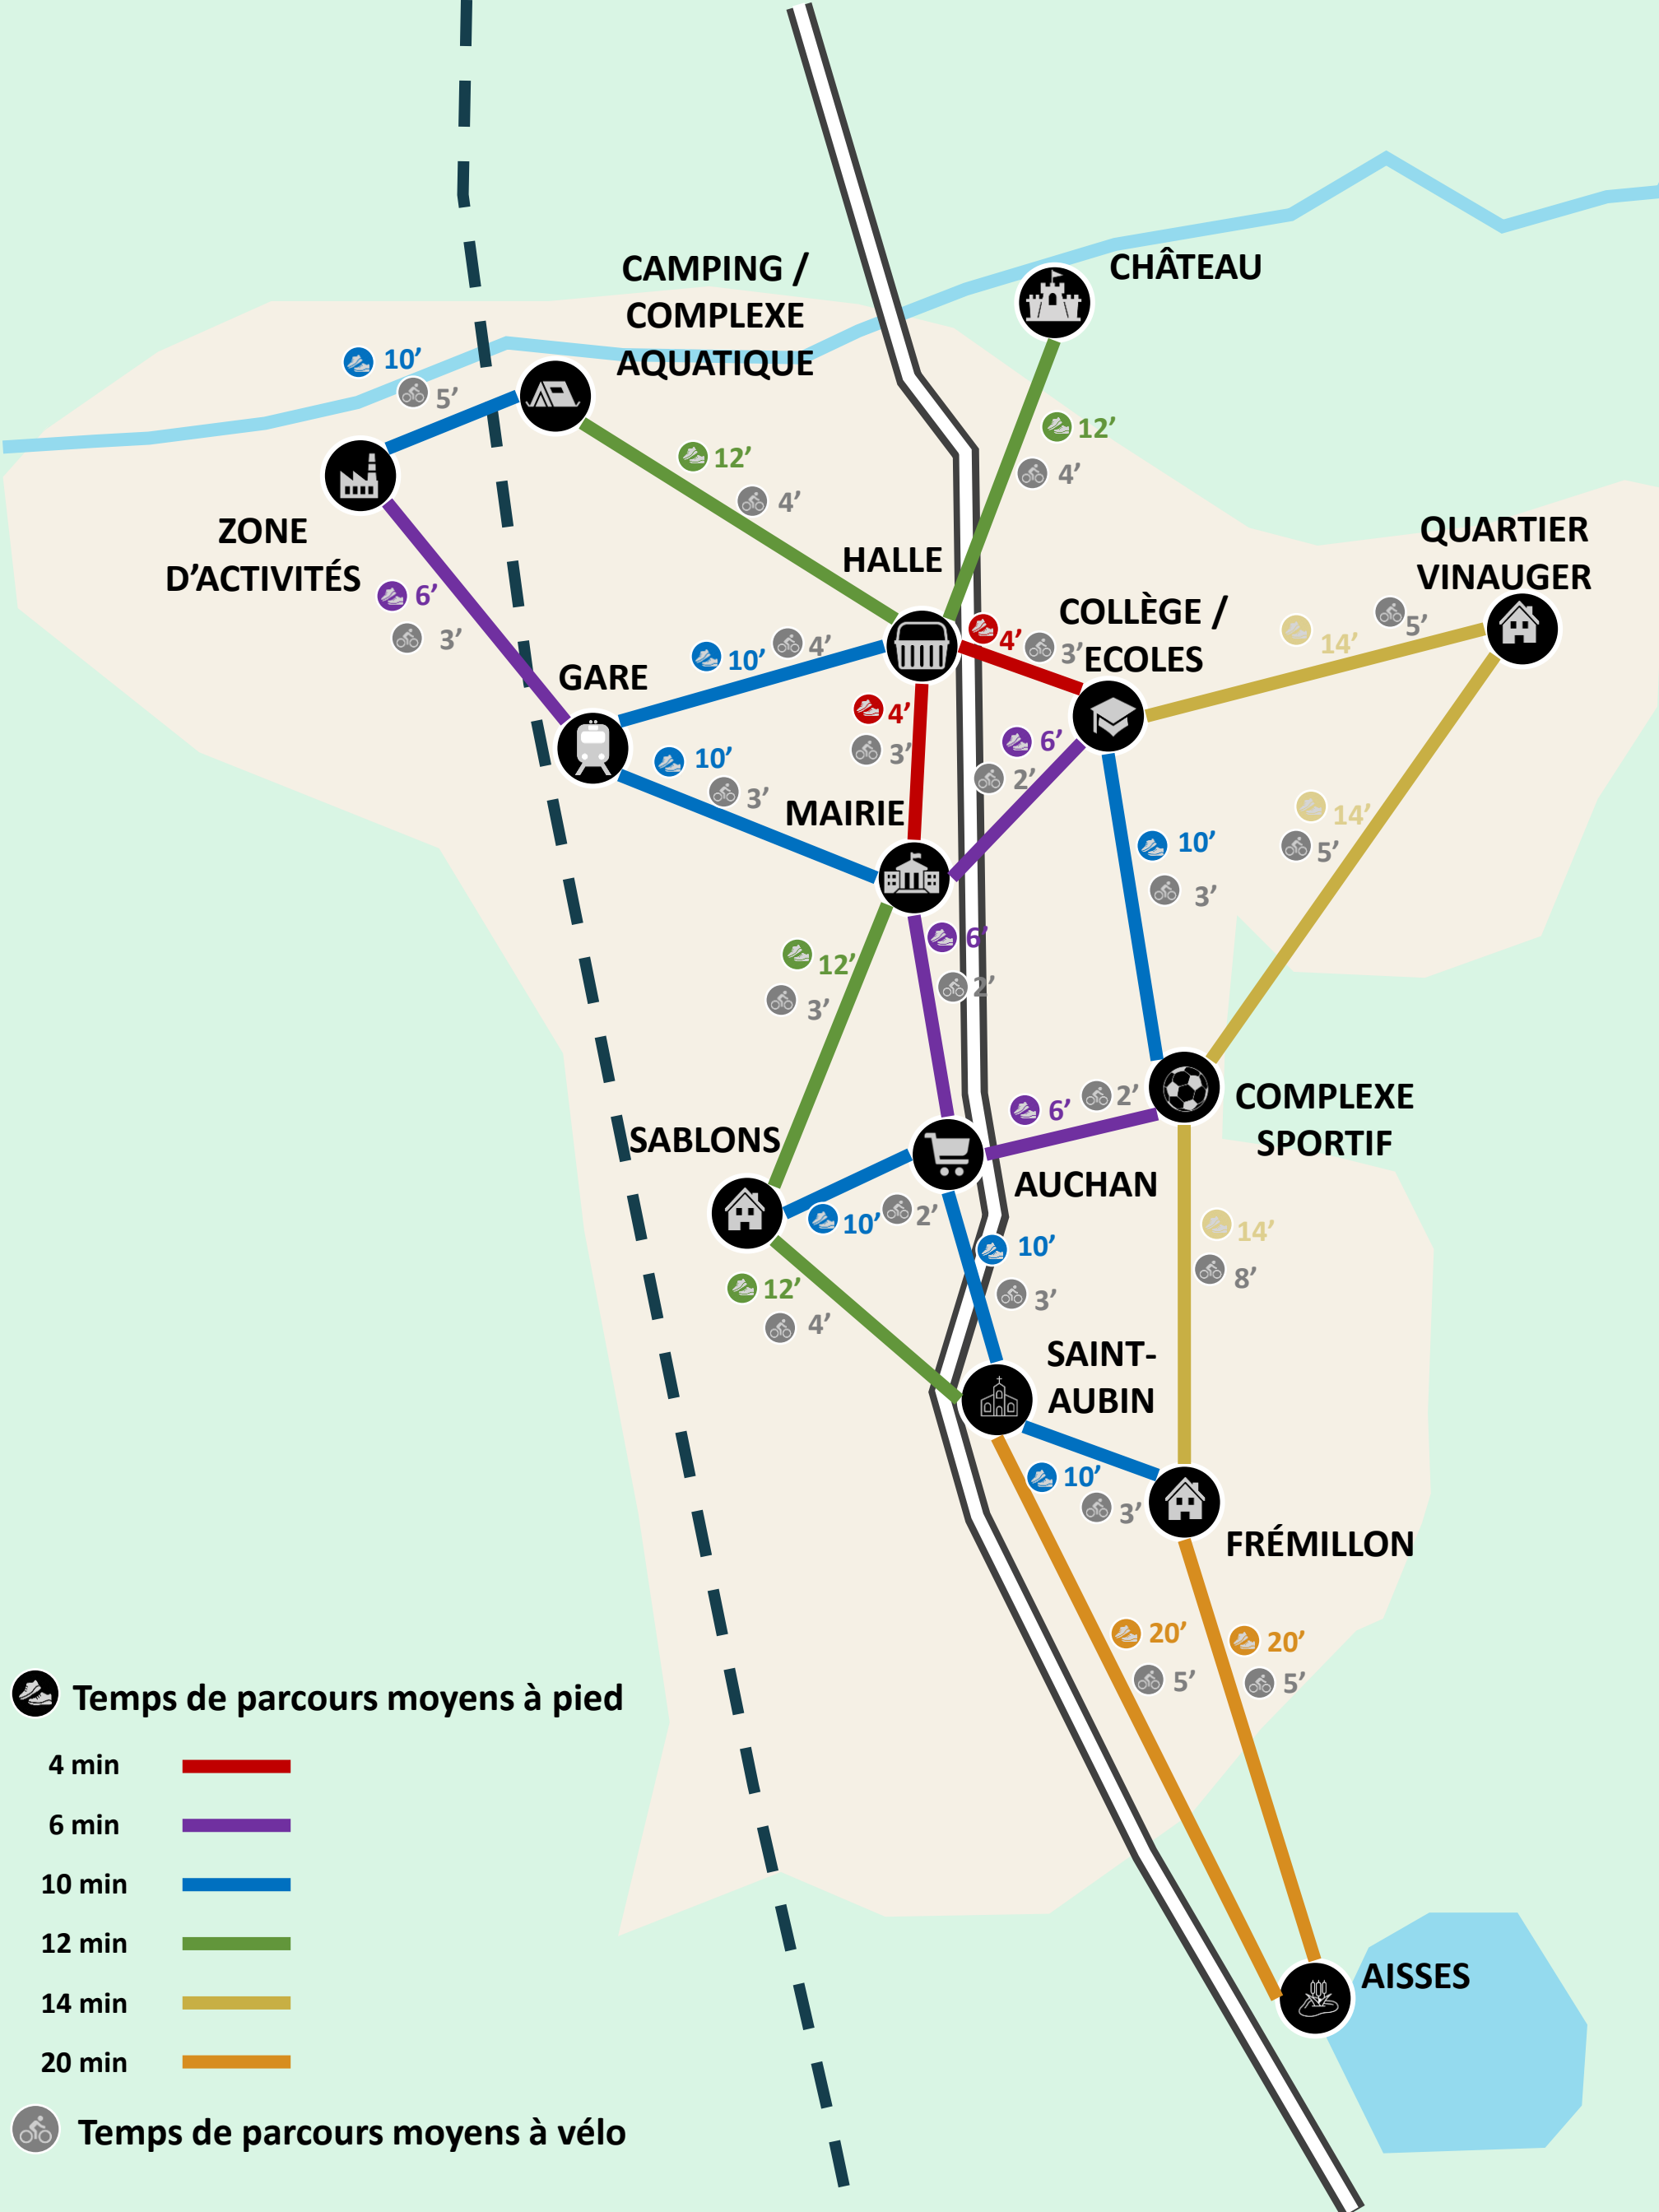 CHÂTEAU
CAMPING /
COMPLEXE
AQUATIQUE
10’
5’
12’
4’
12’
4’
ZONE
D’ACTIVITÉS
6’
3’
HALLE
QUARTIER
VINAUGER
COLLÈGE /
ECOLES
14’
5’
4’
3’
10’
4’
GARE
4’
3’
6’
2’
10’
3’
MAIRIE
14’
5’
10’
3’
12’
3’
6’
2’
6’
2’
COMPLEXE
SPORTIF
SABLONS
AUCHAN
10’
2’
14’
8’
10’
3’
12’
4’
SAINT-
AUBIN
10’
3’
FRÉMILLON
20’
5’
20’
5’
AISSES
Temps de parcours moyens à pied
4 min
6 min
10 min
12 min
14 min
20 min
Temps de parcours moyens à vélo